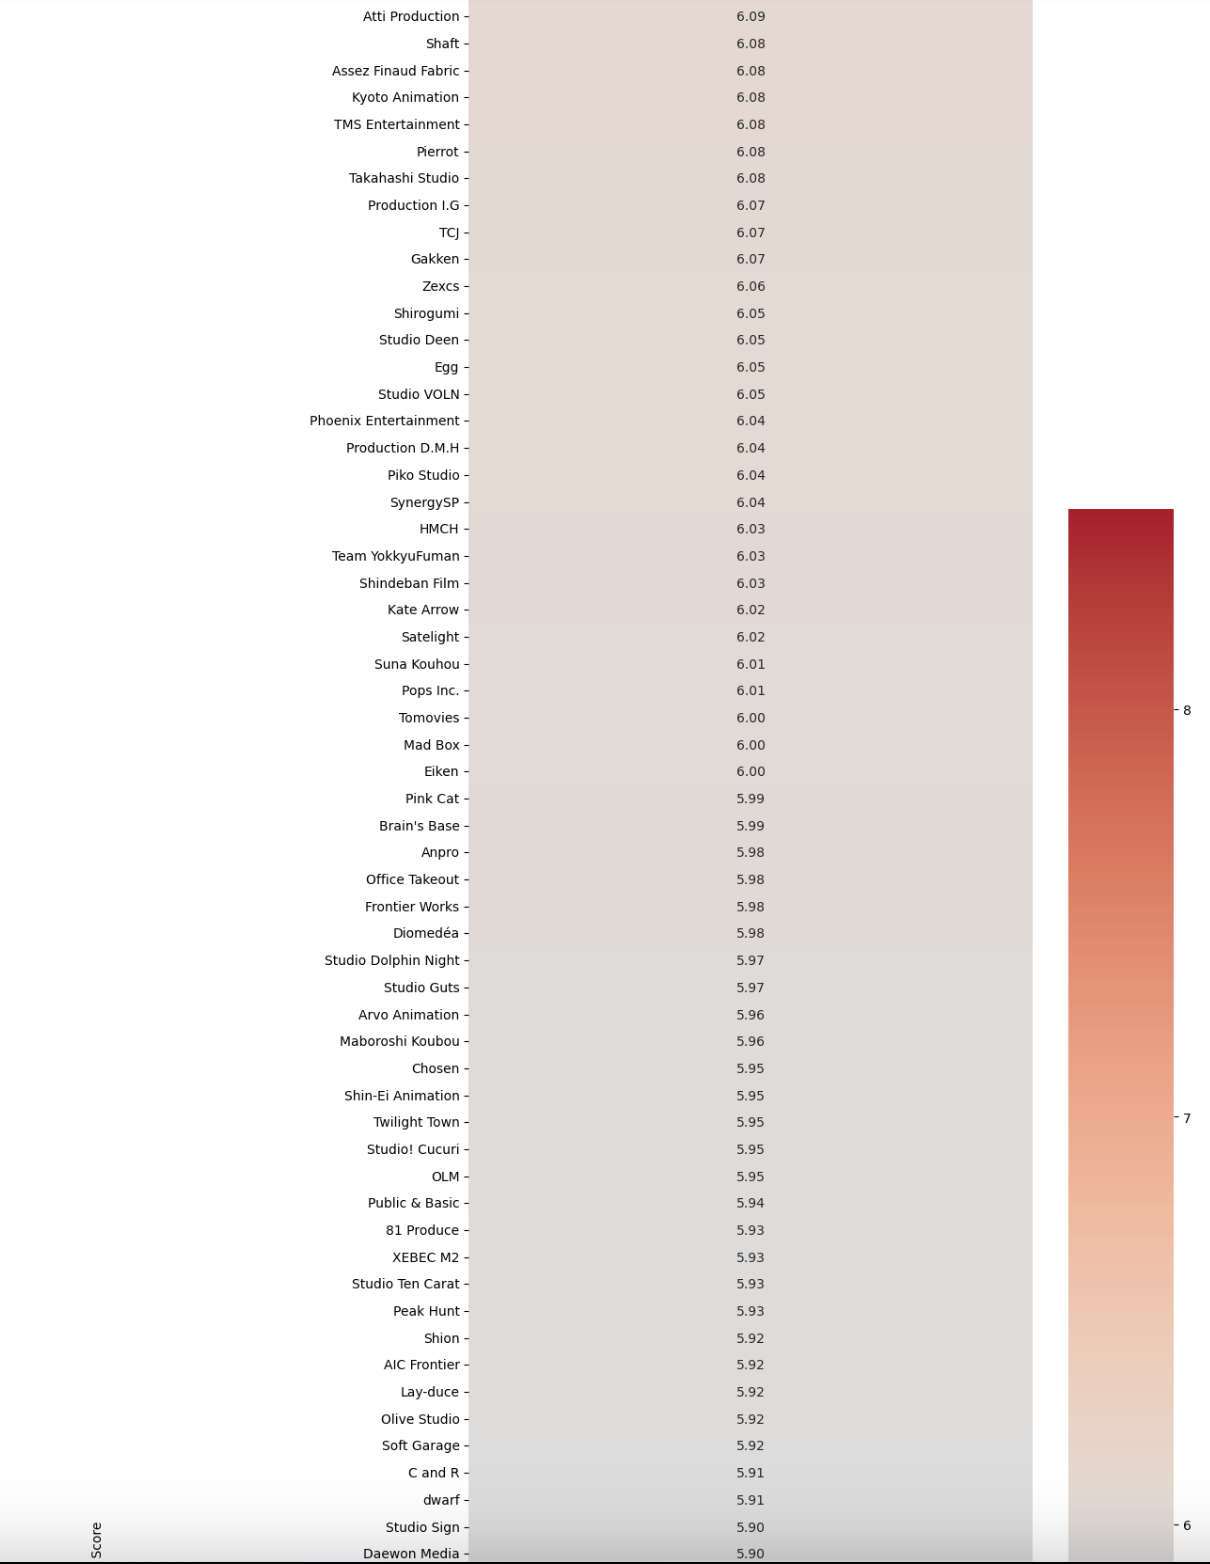 Atti Production 6.09
Shaft 6.08
Assez Finaud Fabric 6.08
Kyoto Animation 6.08
TMS Entertainment 6.08
Pierrot 6.08
Takahashi Studio 6.08
Production I.G 6.07
TCJ 6.07
Gakken 6.07
Zexcs 6.06
Shirogumi 6.05
Studio Deen 6.05
Egg 6.05
Studio VOLN 6.05
Phoenix Entertainment 6.04
Production D.M.H 6.04
Piko Studio 6.04
SynergySP 6.04
HMCH 6.03
Team YokkyuFuman 6.03
Shindeban Film 6.03
Kate Arrow 6.02
Satelight 6.02
Suna Kouhou 6.01
Pops Inc. 6.01
Tomovies 6.00
Mad Box 6.00
Eiken 6.00
Pink Cat 5.99
Brain's Base 5.99
Anpro 5.98
Office Takeout 5.98
Frontier Works 5.98
Diomedéa 5.98
Studio Dolphin Night 5.97
Studio Guts 5.97
Arvo Animation 5.96
Maboroshi Koubou 5.96
Chosen 5.95
Shin-Ei Animation 5.95
Twilight Town 5.95
Studio! Cucuri 5.95
OLM 5.95
Public & Basic 5.94
81 Produce 5.93
XEBEC M2 5.93
Studio Ten Carat 5.93
Peak Hunt 5.93
Shion 5.92
AIC Frontier 5.92
Lay-duce 5.92
Olive Studio 5.92
Soft Garage 5.92
C and R 5.91
dwarf 5.91
Studio Sign 5.90
Daewon Media 5.90
Score
8
7
6